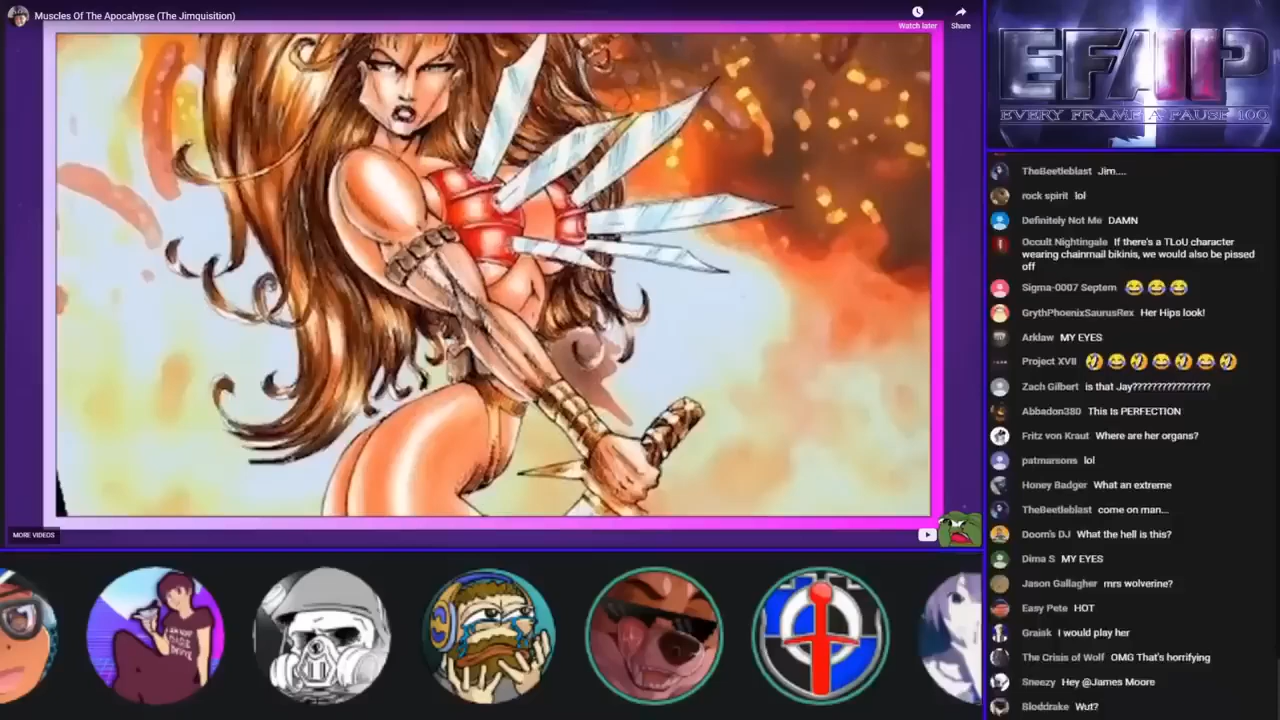 Muscles Of The Apocalypse (The Jimquisition)
Watch later
Share
EFAP
EVERY FRAME A PAUSE 100
TheBeetleblast Jim....
rock spirit lol
Definitely Not Me DAMN
Occult Nightingale If there's a TLoU character
wearing chainmail bikinis, we would also be pissed
off
Sigma-0007 Septem 😂😂😂
GrythPhoenixSaurusRex Her Hips look!
Arklaw MY EYES
Project XVII 🤣😂🤣😂🤣😂🤣
Zach Gilbert is that Jay???????????????
Abbadon380 This is PERFECTION
Fritz von Kraut Where are her organs?
patmarsons lol
Honey Badger What an extreme
TheBeetleblast come on man...
Doom's DJ What the hell is this?
Dima S MY EYES
Jason Gallagher mrs wolverine?
Easy Pete HOT
Graisk I would play her
The Crisis of Wolf OMG That's horrifying
Sneezy Hey @James Moore
Bloddrake Wut?
MORE VIDEOS